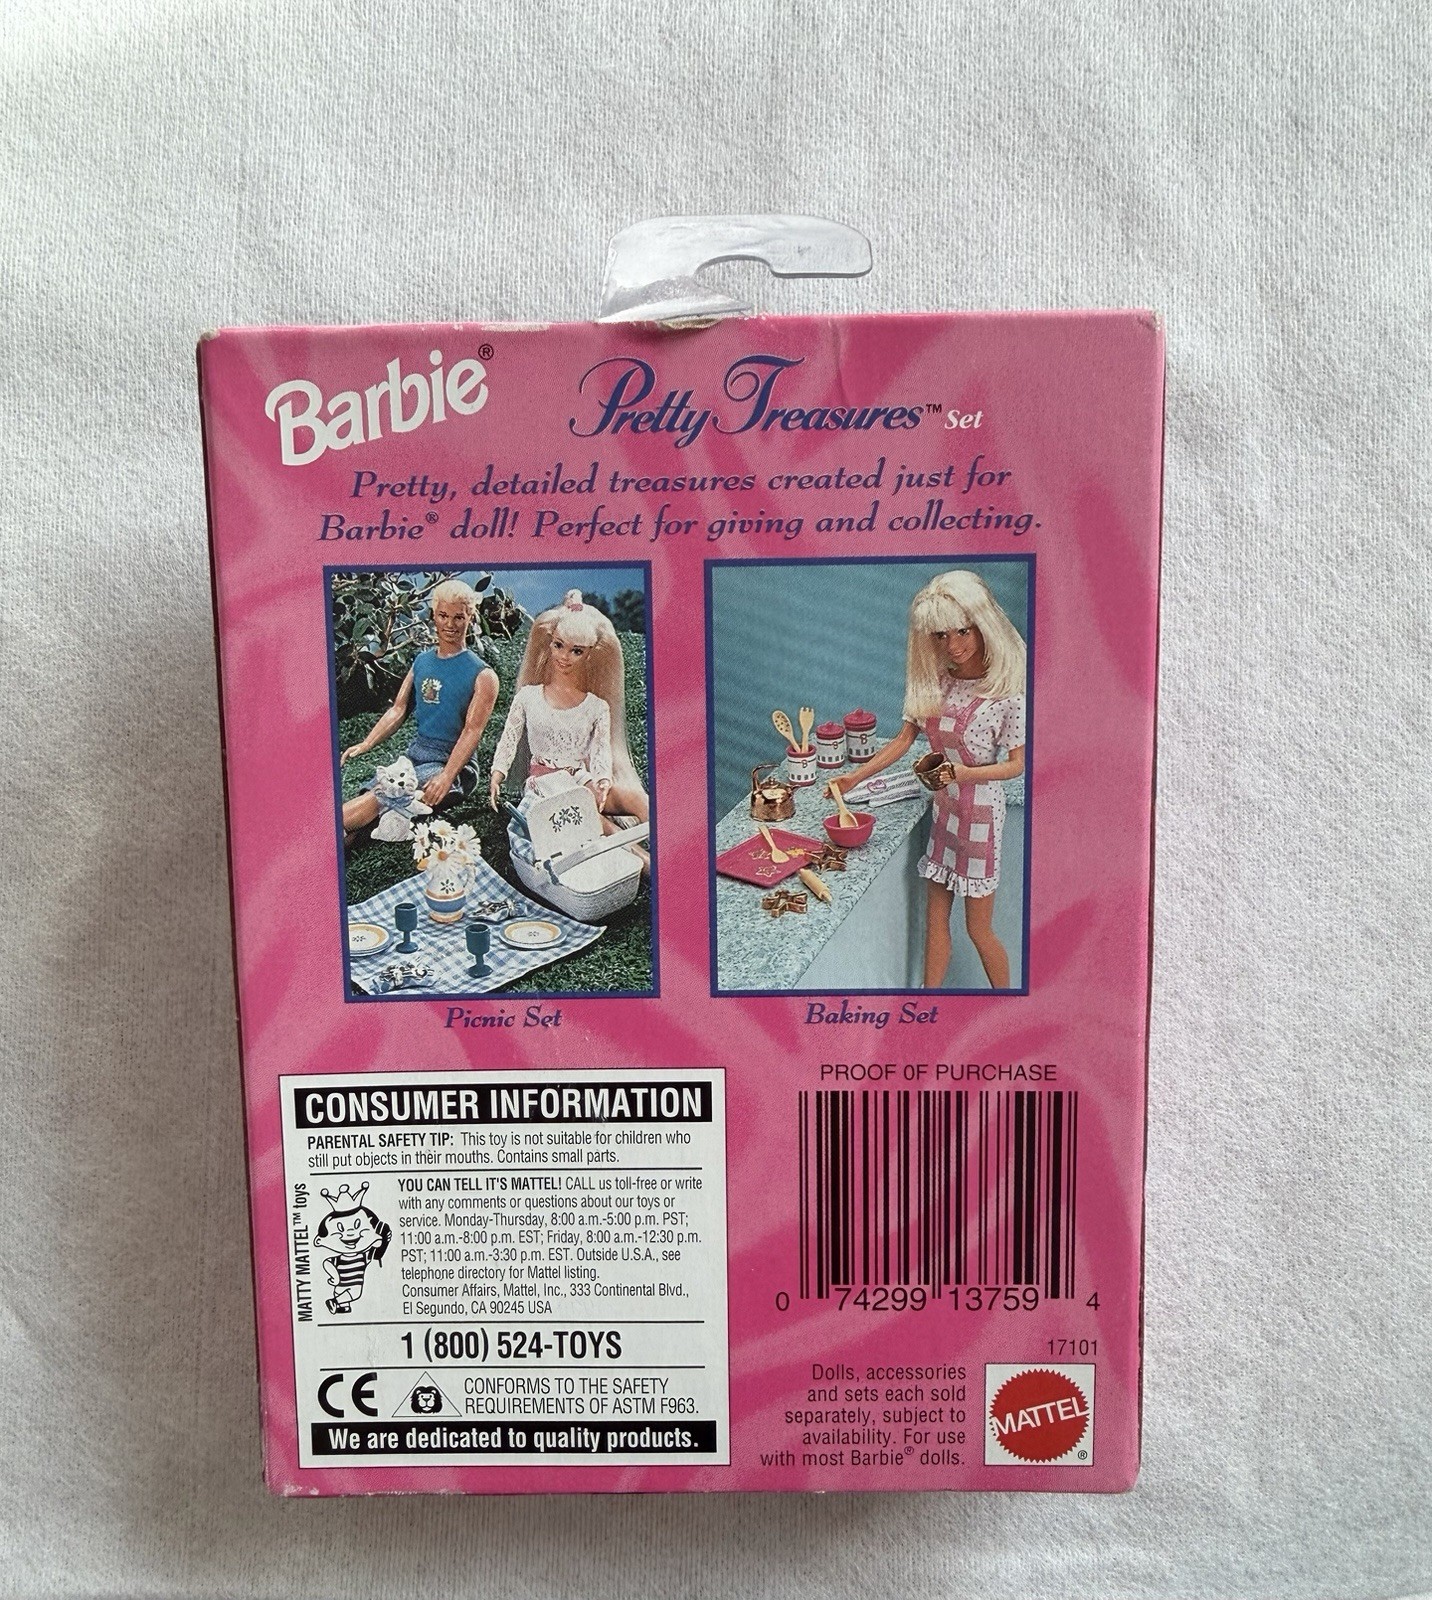 Barbie®
Pretty Treasures™ Set
Pretty, detailed treasures created just for
Barbie® doll! Perfect for giving and collecting.
Picnic Set
Baking Set
CONSUMER INFORMATION
PARENTAL SAFETY TIP: This toy is not suitable for children who
still put objects in their mouths. Contains small parts.
MATTY MATTEL™ toys
YOU CAN TELL IT'S MATTEL! CALL us toll-free or write
with any comments or questions about our toys or
service. Monday-Thursday, 8:00 a.m.-5:00 p.m. PST;
11:00 a.m.-8:00 p.m. EST; Friday, 8:00 a.m.-12:30 p.m.
PST; 11:00 a.m.-3:30 p.m. EST. Outside U.S.A., see
telephone directory for Mattel listing.
Consumer Affairs, Mattel, Inc., 333 Continental Blvd.,
El Segundo, CA 90245 USA
1 (800) 524-TOYS
CE
CONFORMS TO THE SAFETY
REQUIREMENTS OF ASTM F963.
We are dedicated to quality products.
PROOF OF PURCHASE
0 74299 13759 4
17101
Dolls, accessories
and sets each sold
separately, subject to
availability. For use
with most Barbie® dolls.
MATTEL®